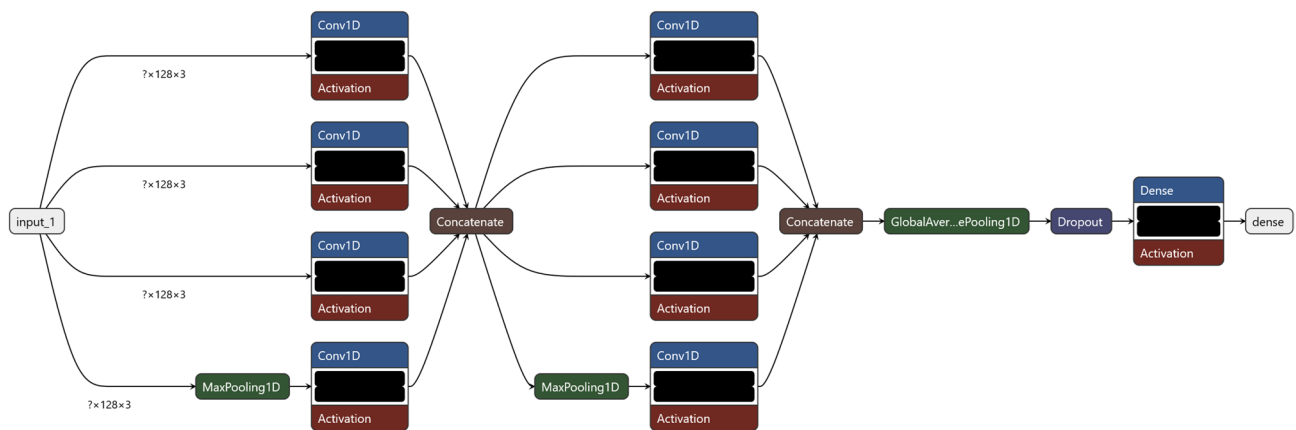 Conv1D
Activation
?×128×3
Conv1D
Activation
?×128×3
Conv1D
Activation
?×128×3
MaxPooling1D
Conv1D
Activation
?×128×3
input_1
Concatenate
Conv1D
Activation
Conv1D
Activation
Conv1D
Activation
MaxPooling1D
Conv1D
Activation
Concatenate
GlobalAver...ePooling1D
Dropout
Dense
Activation
dense